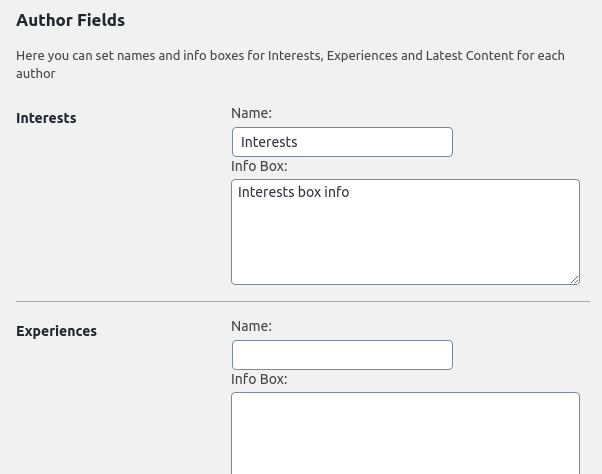 Author Fields
Here you can set names and info boxes for Interests, Experiences and Latest Content for each
author
Interests
Name:
Interests
Info Box:
Interests box info
Experiences
Name:
Info Box: